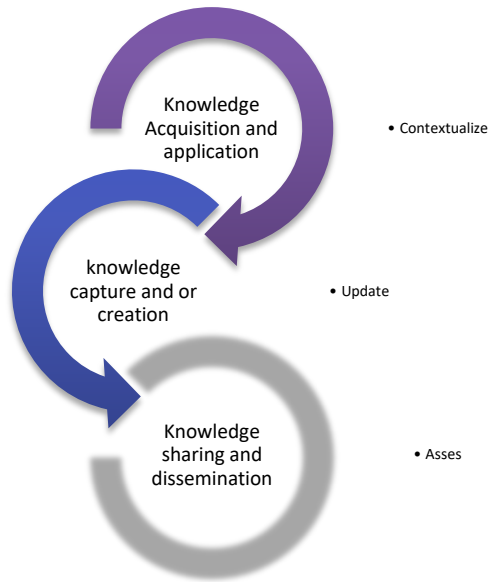 Knowledge
Acquisition and
application
• Contextualize
knowledge
capture and or
creation
• Update
Knowledge
sharing and
dissemination
• Asses